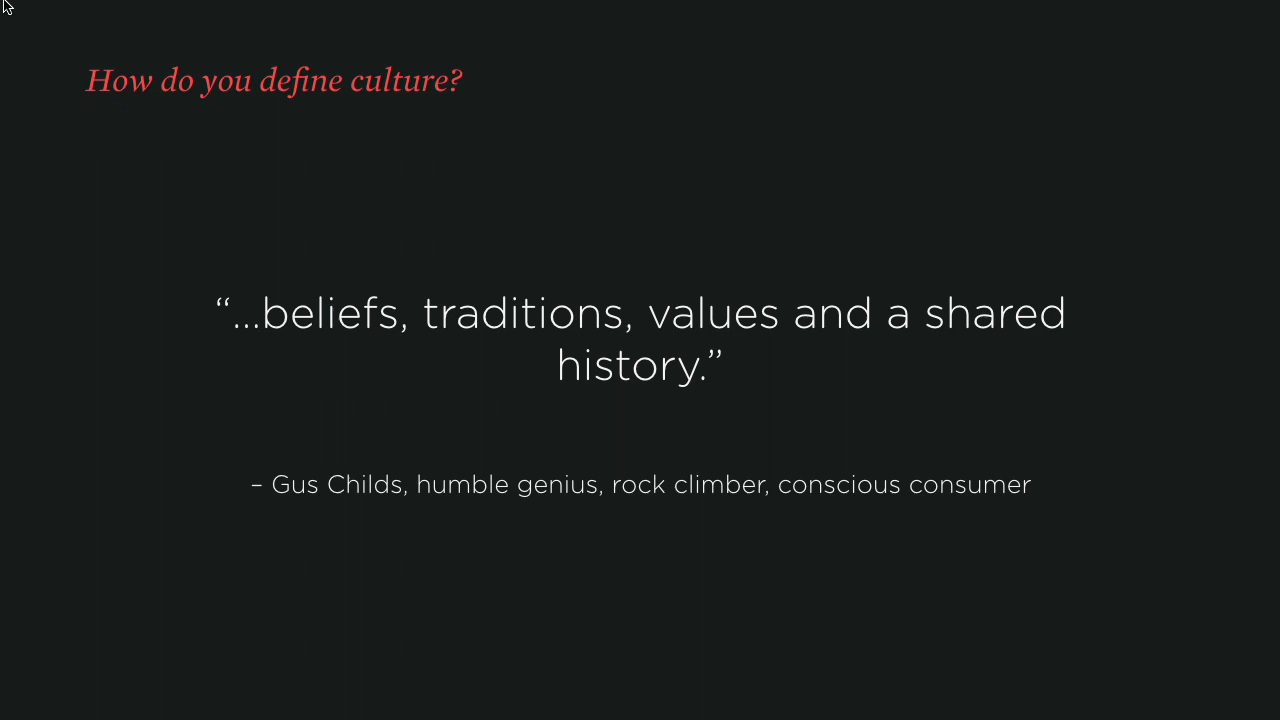 How do you define culture?
“...beliefs, traditions, values and a shared
history.”
– Gus Childs, humble genius, rock climber, conscious consumer